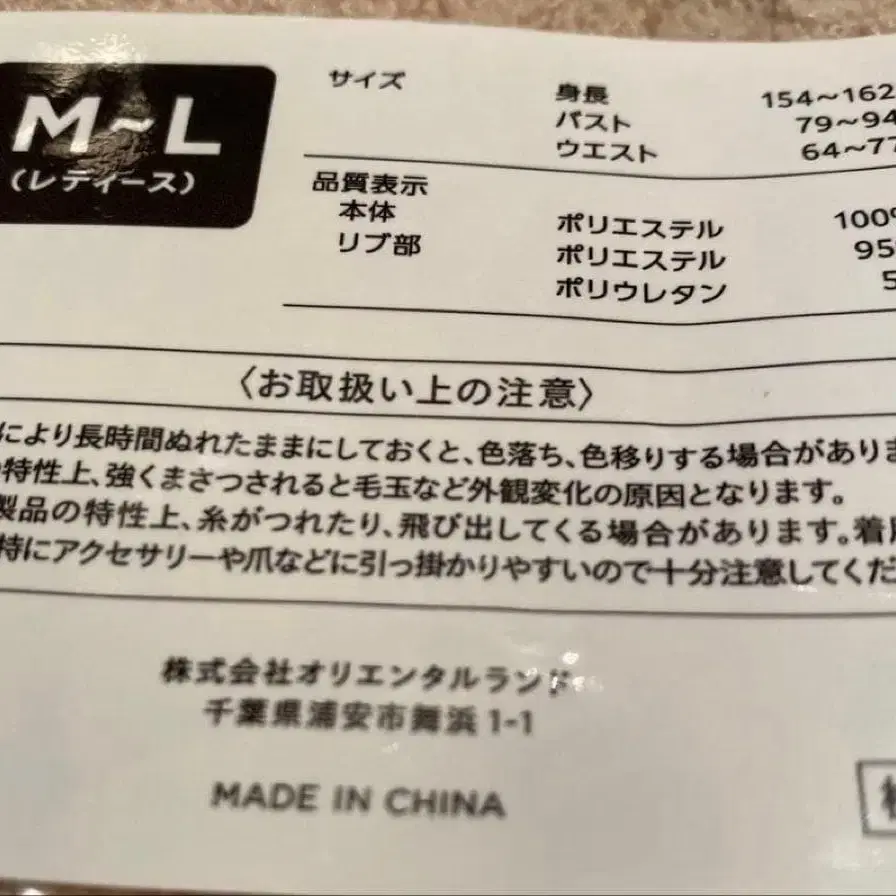 M~L
(レディース)
サイズ
身長 154~162
バスト 79~94
ウエスト 64~77
品質表示
本体 ポリエステル 100%
リブ部 ポリエステル 95
ポリウレタン 5
〈お取扱い上の注意〉
により長時間ぬれたままにしておくと、色落ち、色移りする場合がありま
特性上、強くまさつされると毛玉など外観変化の原因となります。
製品の特性上、糸がつれたり、飛び出してくる場合があります。着用
特にアクセサリーや爪などに引っ掛かりやすいので十分注意してくだ
株式会社オリエンタルランド
千葉県浦安市舞浜1-1
MADE IN CHINA